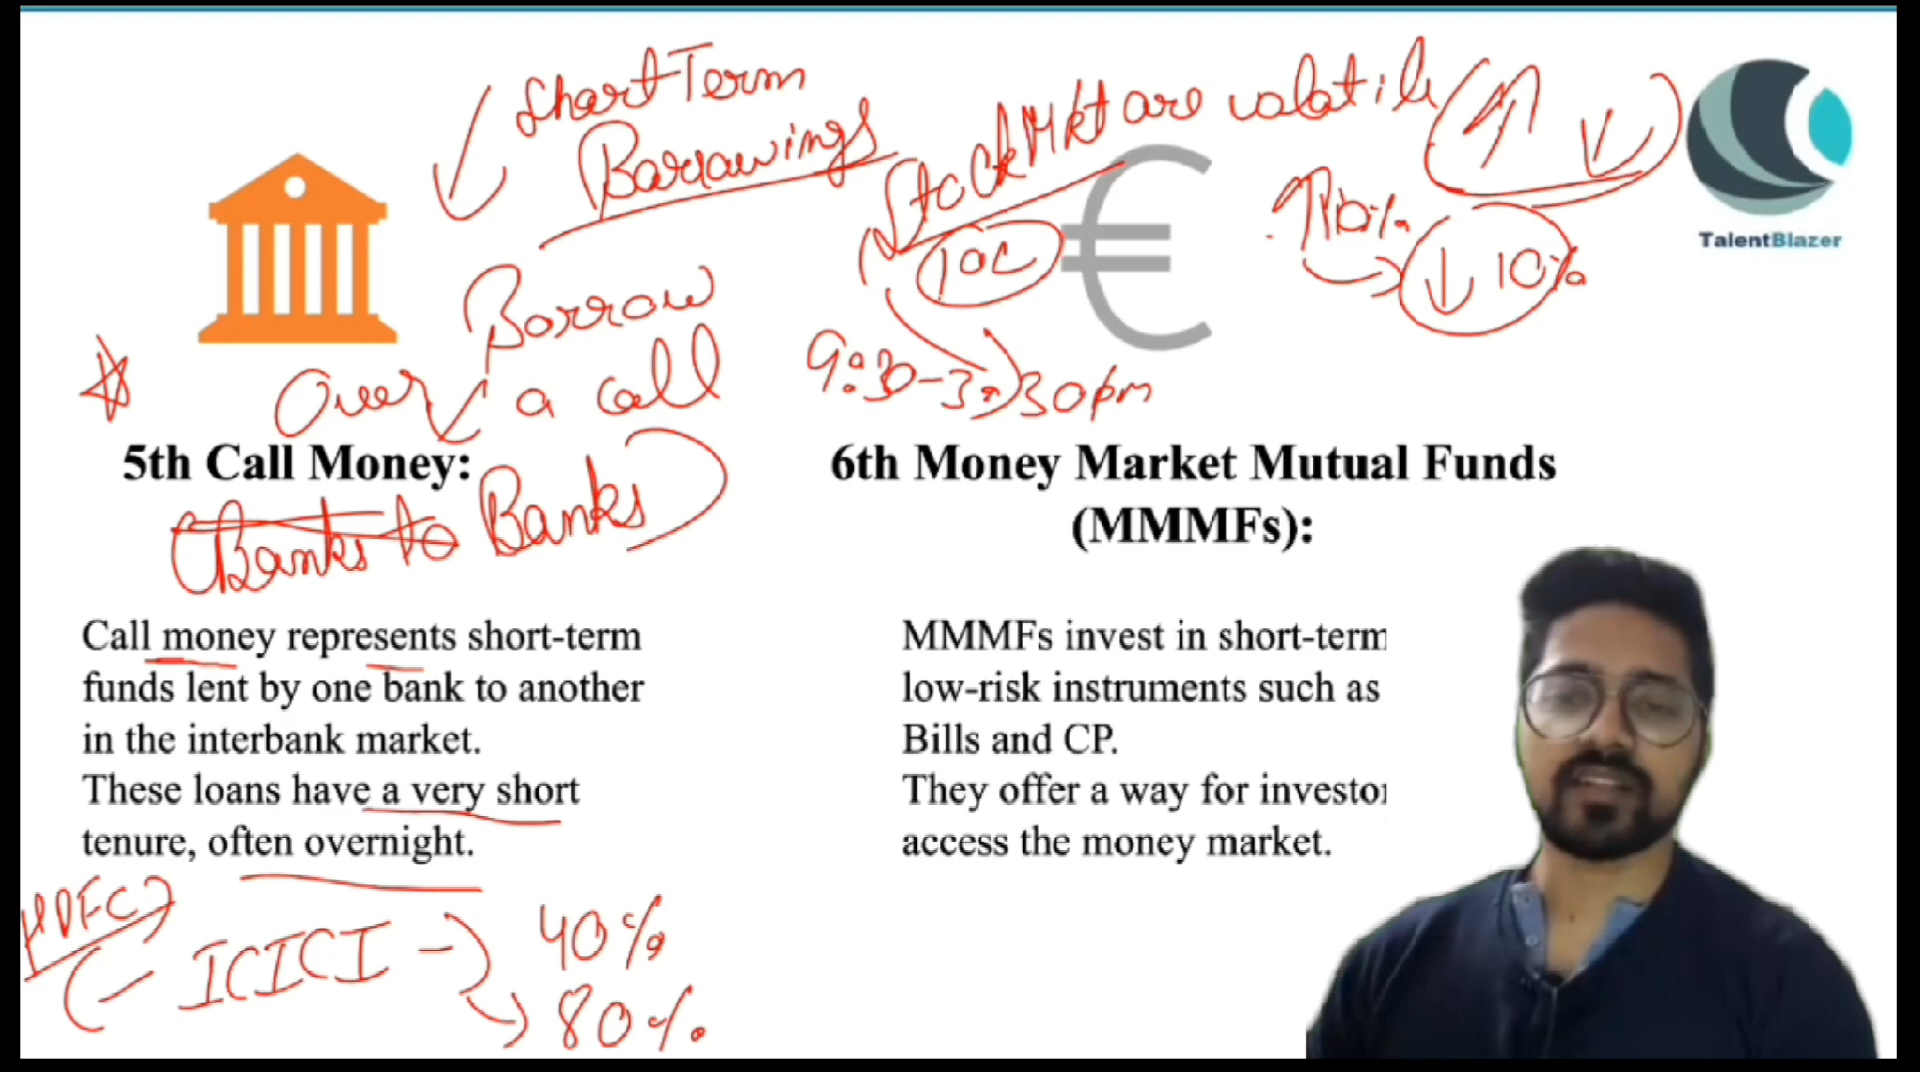 Short Term
Borrowings
Stock Mkt are volatile
↑10%
↓ 10%
TalentBlazer
Borrow
Over a call
9:30-3:30pm
5th Call Money:
Banks to Banks
6th Money Market Mutual Funds
(MMMFs):
Call money represents short-term
funds lent by one bank to another
in the interbank market.
These loans have a very short
tenure, often overnight.
MMMFs invest in short-term
low-risk instruments such as
Bills and CP.
They offer a way for
access the money market.
HDFC
ICICI → 40%
→ 80%